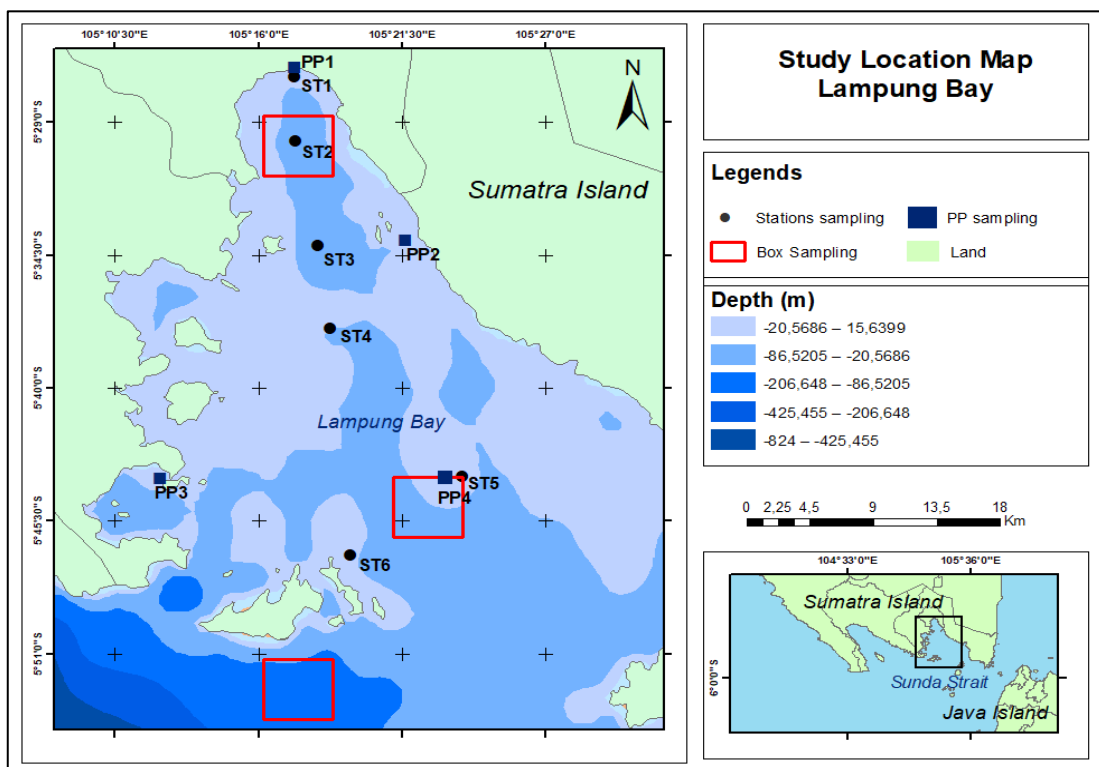 105°10'30"E 105°16'0"E 105°21'30"E 105°27'0"E
5°29'0"S
5°34'30"S
5°40'0"S
5°45'30"S
5°51'0"S
PP1
ST1
ST2
N
Sumatra Island
ST3
PP2
ST4
Lampung Bay
PP3
ST5
PP4
ST6
Study Location Map
Lampung Bay
Legends
Stations sampling PP sampling
Box Sampling Land
Depth (m)
-20,5686 – 15,6399
-86,5205 – -20,5686
-206,648 – -86,5205
-425,455 – -206,648
-824 – -425,455
0 2,25 4,5 9 13,5 18
Km
104°33'0"E 105°36'0"E
6°0'0"S
Sumatra Island
Sunda Strait
Java Island